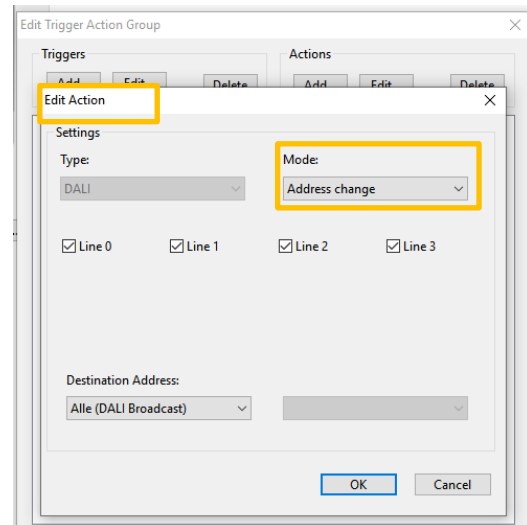 Edit Trigger Action Group
Triggers
Actions
Add... Edit... Delete Add... Edit... Delete
Edit Action
Settings
Type: Mode:
DALI Address change
Line 0 Line 1 Line 2 Line 3
Destination Address:
Alle (DALI Broadcast)
OK Cancel